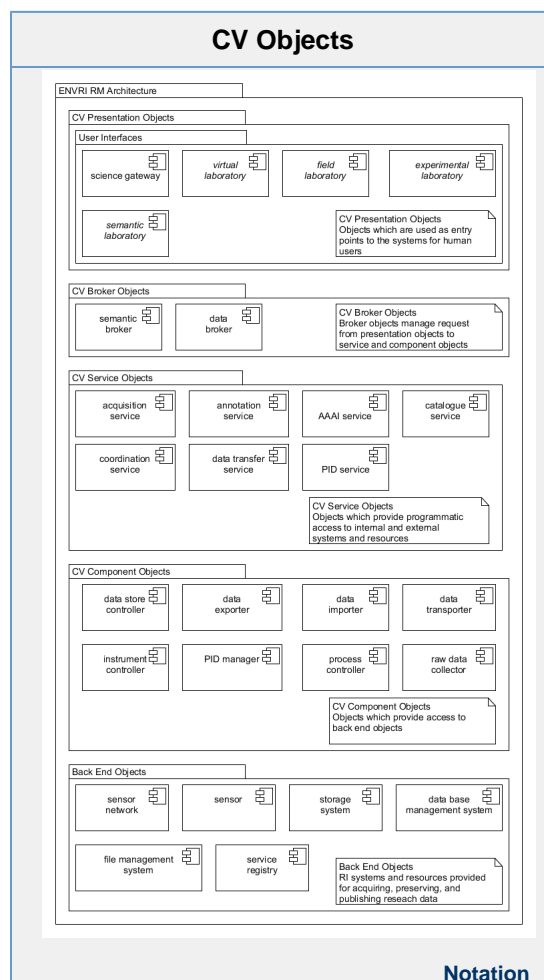 CV Objects
ENVRI RM Architecture
CV Presentation Objects
User Interfaces
science gateway
virtual
laboratory
field
laboratory
experimental
laboratory
semantic
laboratory
CV Presentation Objects
Objects which are used as entry
points to the systems for human
users
CV Broker Objects
semantic
broker
data
broker
CV Broker Objects
Broker objects manage request
from presentation objects to
service and component objects
CV Service Objects
acquisition
service
annotation
service
AAAI service
catalogue
service
coordination
service
data transfer
service
PID service
CV Service Objects
Objects which provide programmatic
access to internal and external
systems and resources
CV Component Objects
data store
controller
data
exporter
data
importer
data
transporter
instrument
controller
PID manager
process
controller
raw data
collector
CV Component Objects
Objects which provide access to
back end objects
Back End Objects
sensor
network
sensor
storage
system
data base
management system
file management
system
service
registry
Back End Objects
RI systems and resources provided
for acquiring, preserving, and
publishing reseach data
Notation